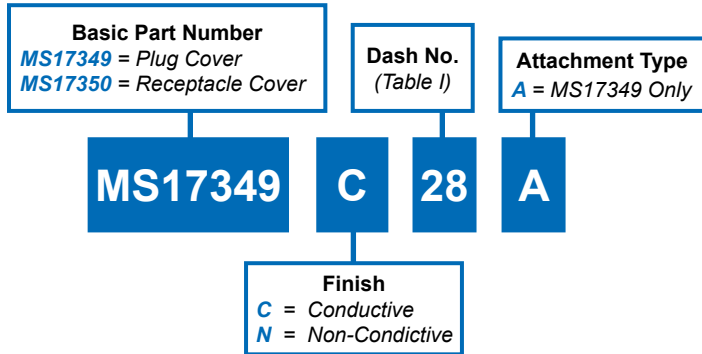 Basic Part Number
MS17349 = Plug Cover
MS17350 = Receptacle Cover
Dash No.
(Table I)
Attachment Type
A = MS17349 Only
MS17349 C 28 A
Finish
C = Conductive
N = Non-Condictive